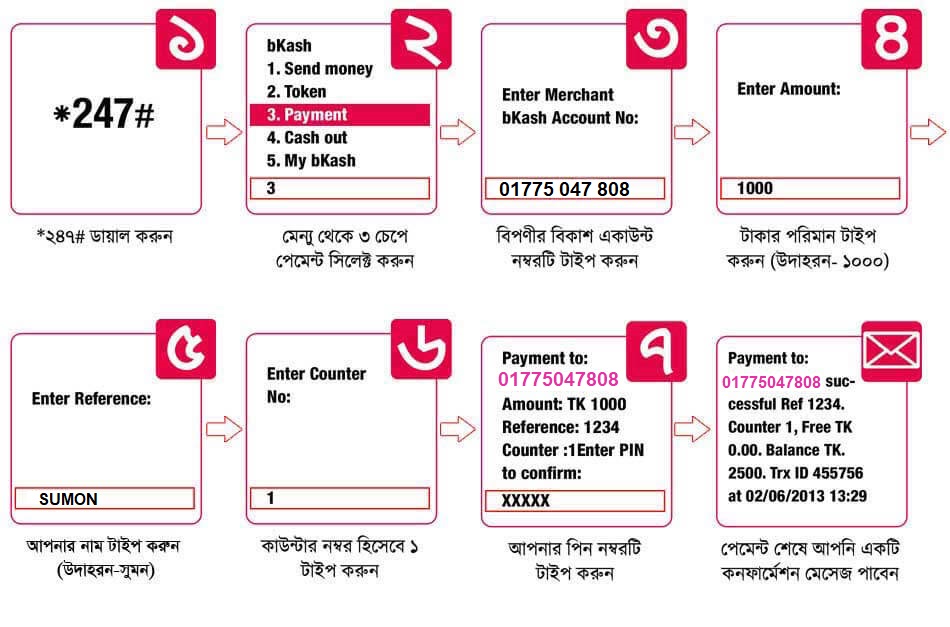 ১
*247#
*২৪৭# ডায়াল করুন
২
bKash
1. Send money
2. Token
3. Payment
4. Cash out
5. My bKash
3
মেন্যু থেকে ৩ চেপে
পেমেন্ট সিলেক্ট করুন
৩
Enter Merchant
bKash Account No:
01775 047 808
বিপণীর বিকাশ একাউন্ট
নম্বরটি টাইপ করুন
৪
Enter Amount:
1000
টাকার পরিমান টাইপ
করুন (উদাহরন- ১০০০)
৫
Enter Reference:
SUMON
আপনার নাম টাইপ করুন
(উদাহরন-সুমন)
৬
Enter Counter
No:
1
কাউন্টার নম্বর হিসেবে ১
টাইপ করুন
৭
Payment to:
01775047808
Amount: TK 1000
Reference: 1234
Counter :1Enter PIN
to confirm:
XXXXX
আপনার পিন নম্বরটি
টাইপ করুন
Payment to:
01775047808 suc-
cessful Ref 1234.
Counter 1, Free TK
0.00. Balance TK.
2500. Trx ID 455756
at 02/06/2013 13:29
পেমেন্ট শেষে আপনি একটি
কনফার্মেশন মেসেজ পাবেন